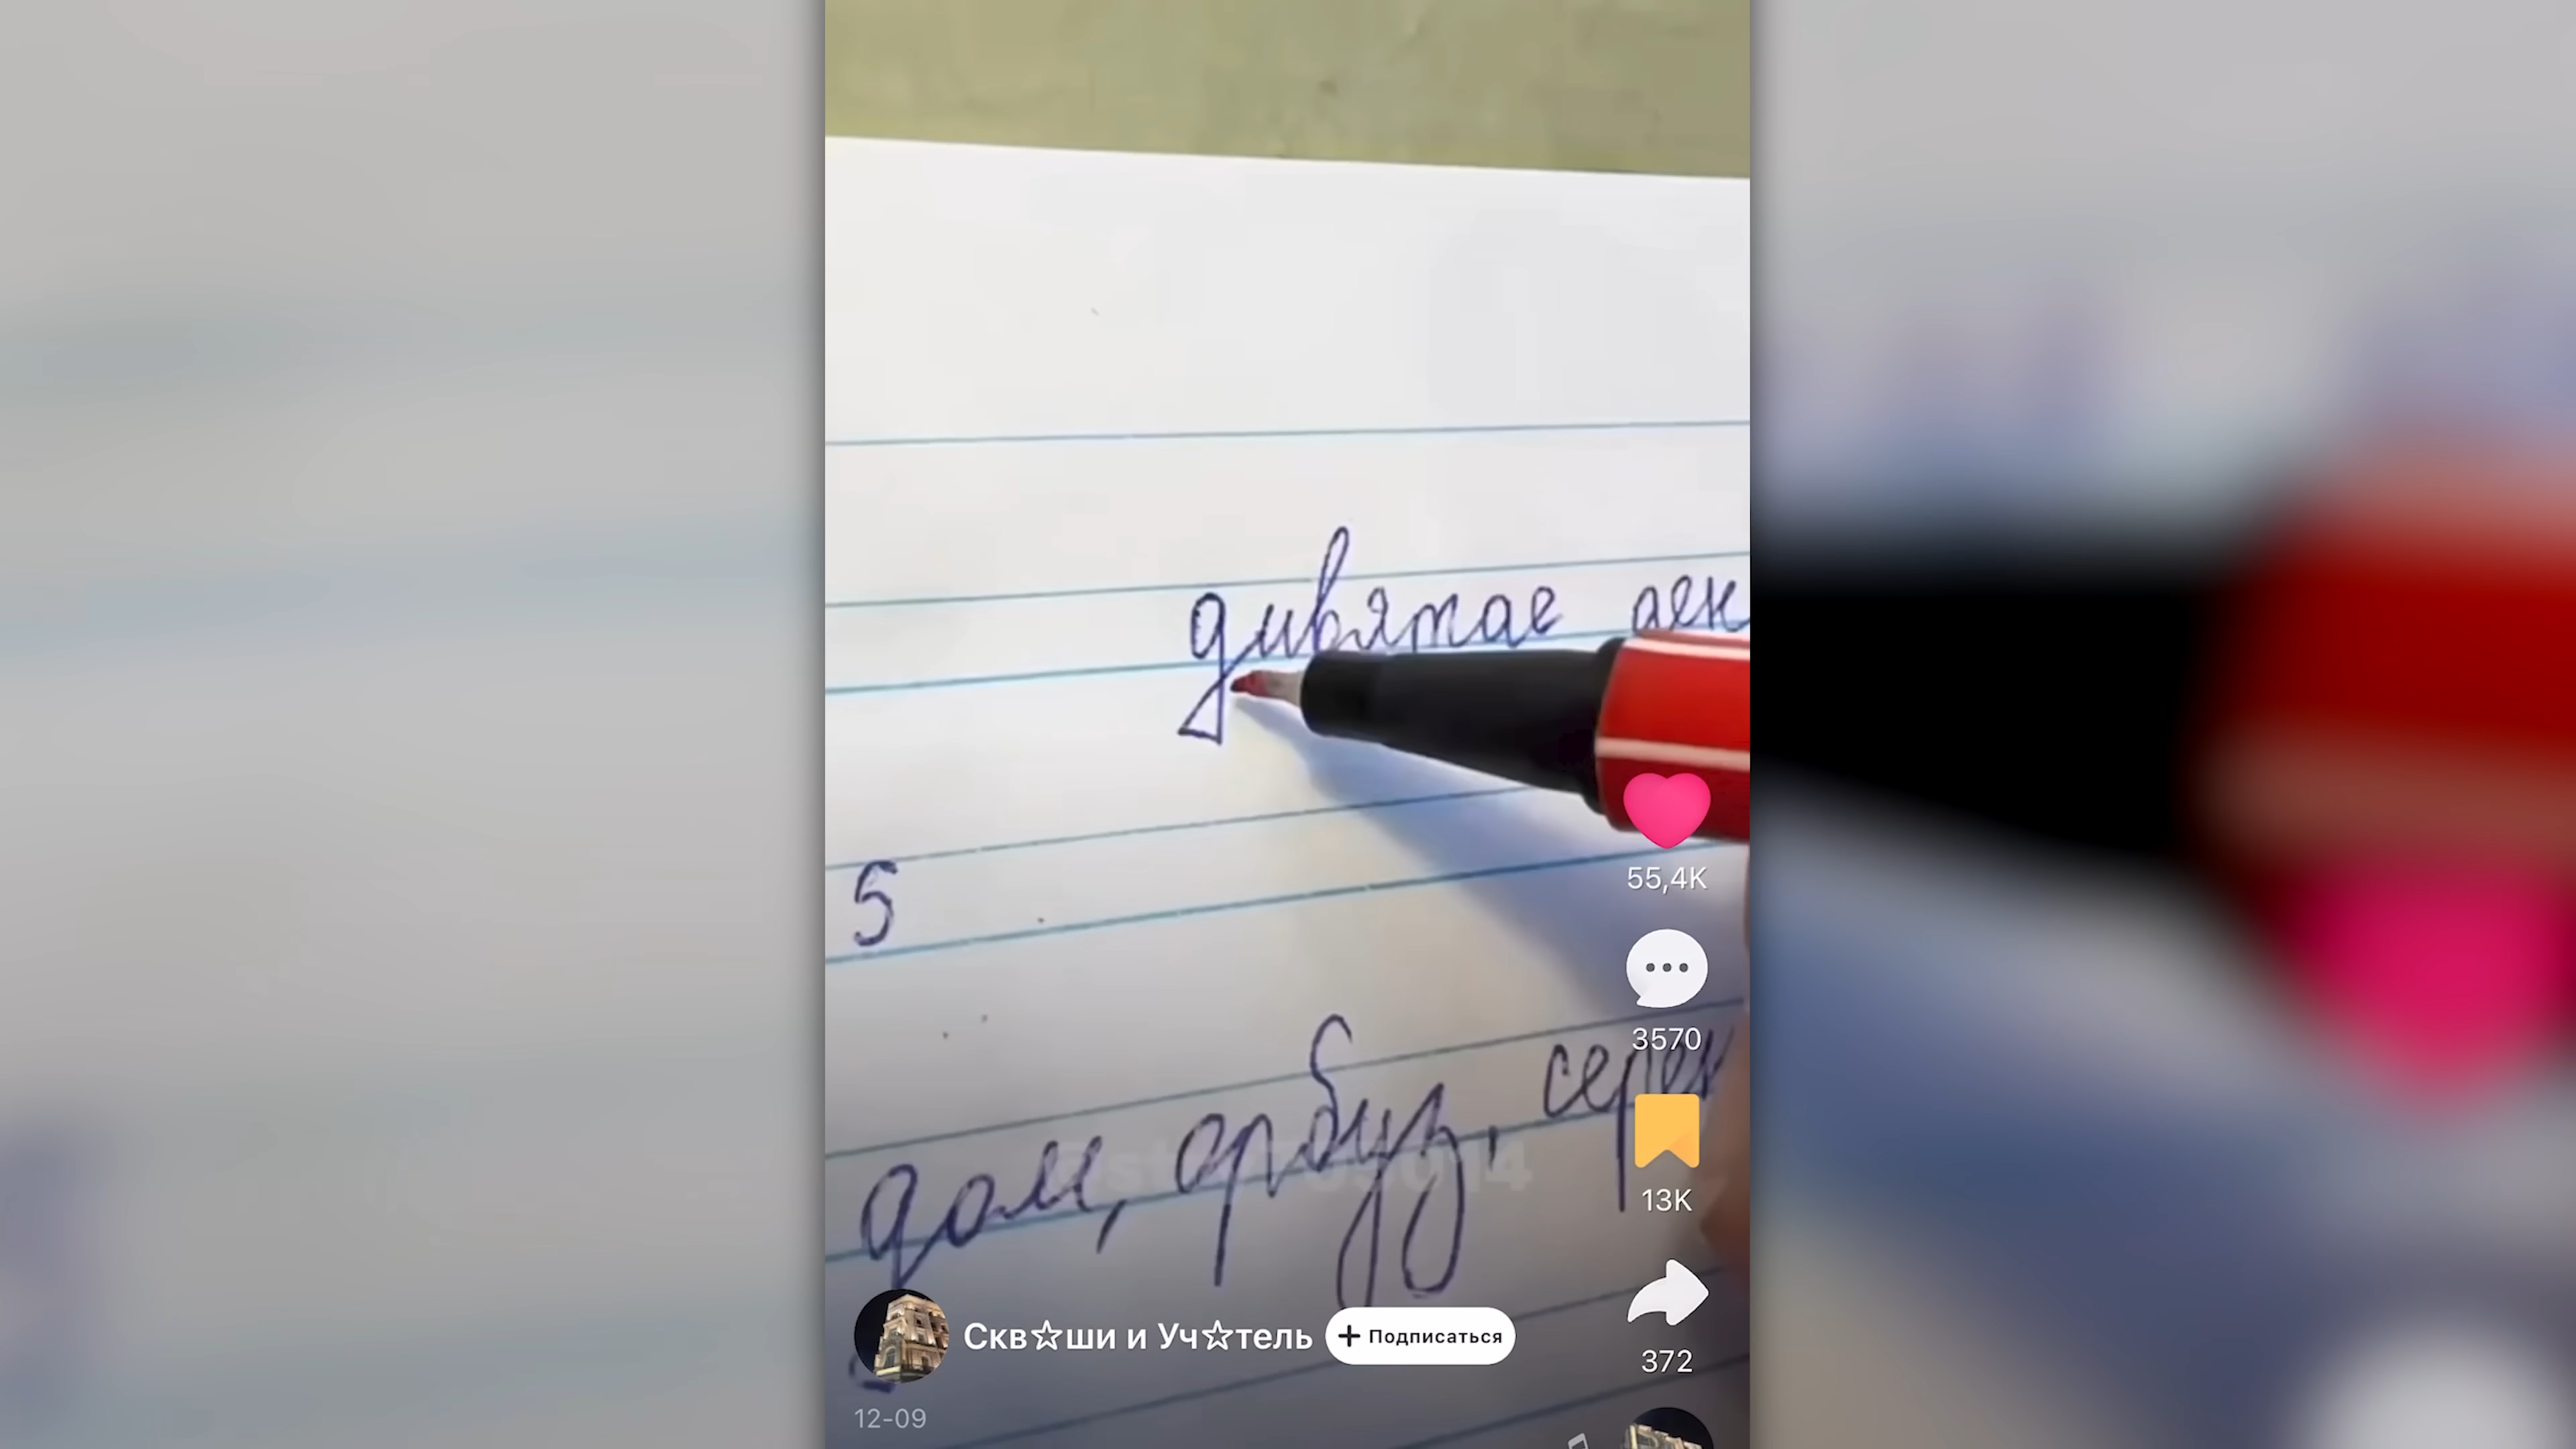 дивятае
5
дом, арбуз,
55,4K
3570
13K
372
Скв☆ши и Уч☆тель
+ Подписаться
12-09